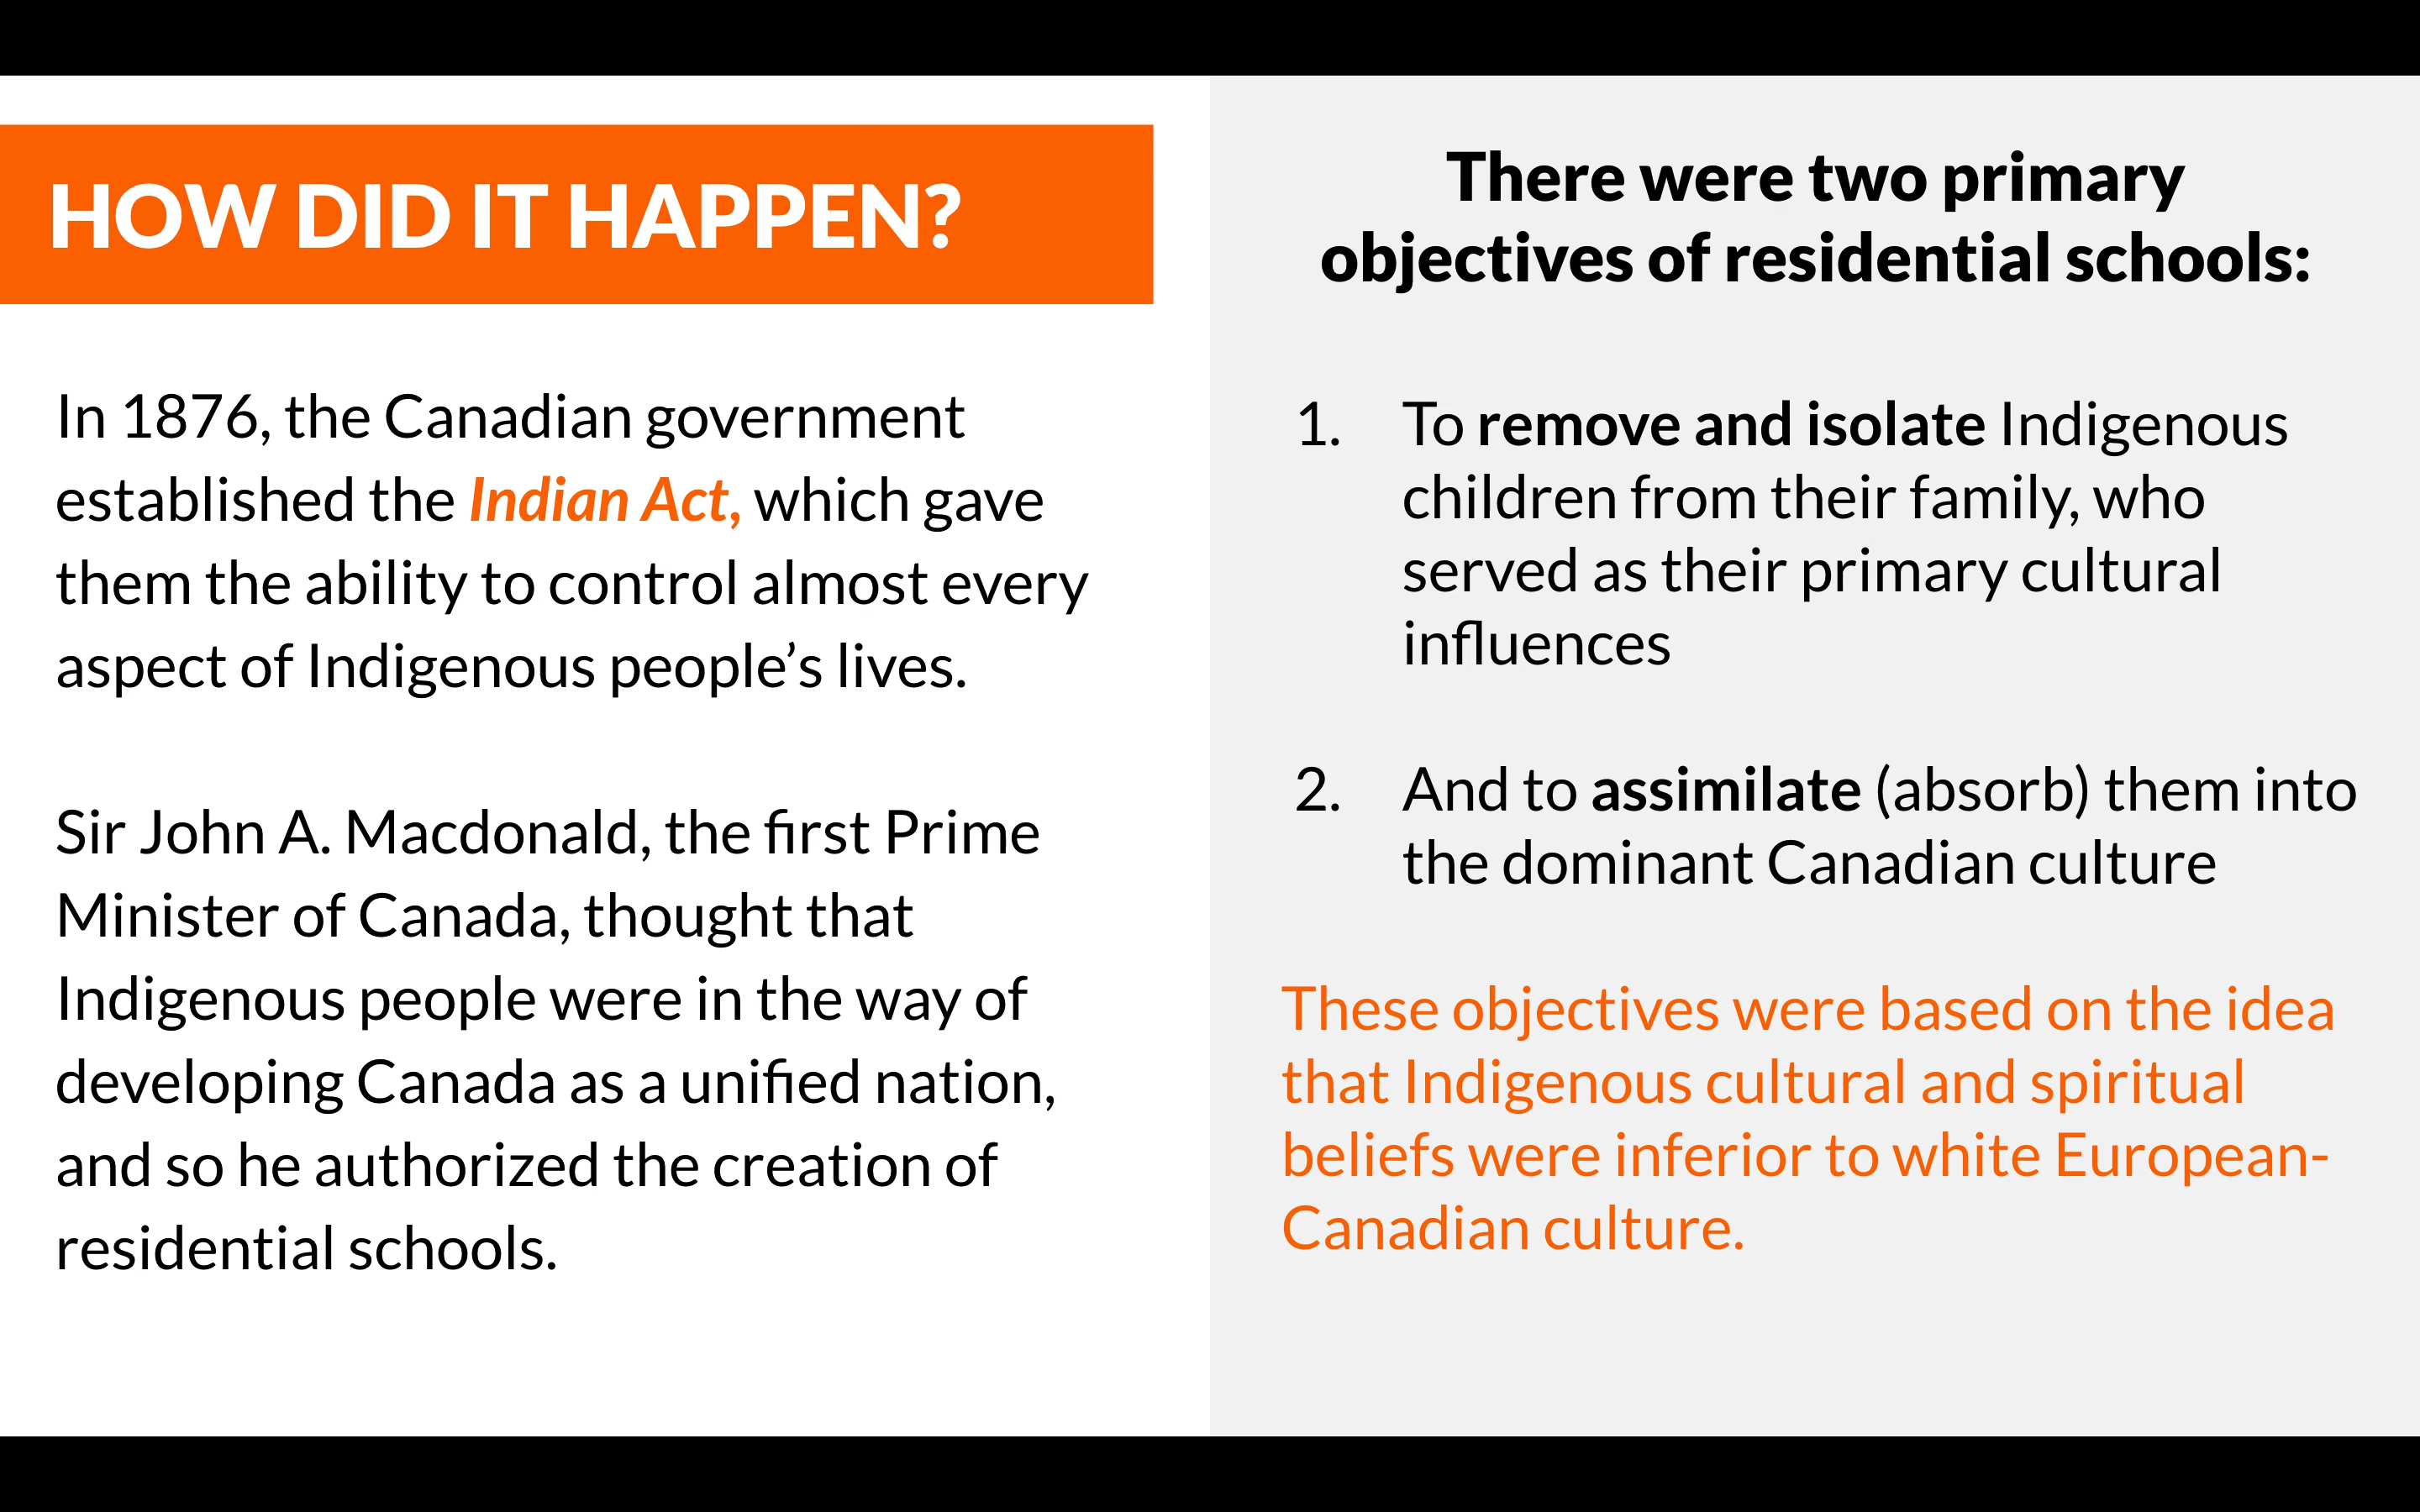 HOW DID IT HAPPEN?
In 1876, the Canadian government
established the Indian Act, which gave
them the ability to control almost every
aspect of Indigenous people’s lives.
Sir John A. Macdonald, the first Prime
Minister of Canada, thought that
Indigenous people were in the way of
developing Canada as a unified nation,
and so he authorized the creation of
residential schools.
There were two primary
objectives of residential schools:
1. To remove and isolate Indigenous
children from their family, who
served as their primary cultural
influences
2. And to assimilate (absorb) them into
the dominant Canadian culture
These objectives were based on the idea
that Indigenous cultural and spiritual
beliefs were inferior to white European-
Canadian culture.